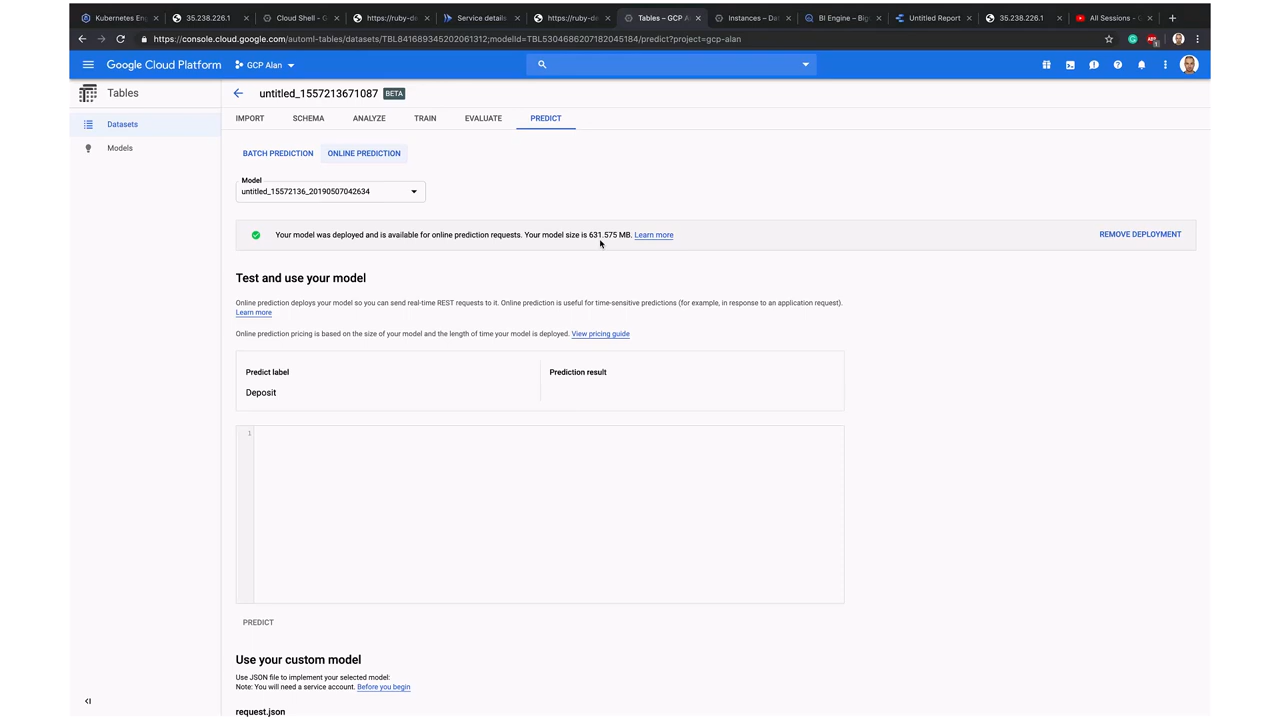 Kubernetes En
35.238.226.1
Cloud Shell - G
https://ruby-de
Service details
https://ruby-de
Tables – GCP A
Instances – Dat
BI Engine – Big
Untitled Report
35.238.226.1
All Sessions - G
https://console.cloud.google.com/automl-tables/datasets/TBL8416893452020​61312;modelId=TBL5304686207182045184/predict?project=gcp-alan
Google Cloud Platform
GCP Alan
Tables
untitled_1557213671087 BETA
Datasets
Models
IMPORT SCHEMA ANALYZE TRAIN EVALUATE PREDICT
BATCH PREDICTION ONLINE PREDICTION
Model
untitled_15572136_20190507042634
Your model was deployed and is available for online prediction requests. Your model size is 631.575 MB. Learn more
REMOVE DEPLOYMENT
Test and use your model
Online prediction deploys your model so you can send real-time REST requests to it. Online prediction is useful for time-sensitive predictions (for example, in response to an application request).
Learn more
Online prediction pricing is based on the size of your model and the length of time your model is deployed. View pricing guide
Predict label
Prediction result
Deposit
1
PREDICT
Use your custom model
Use JSON file to implement your selected model:
Note: You will need a service account. Before you begin
request.json